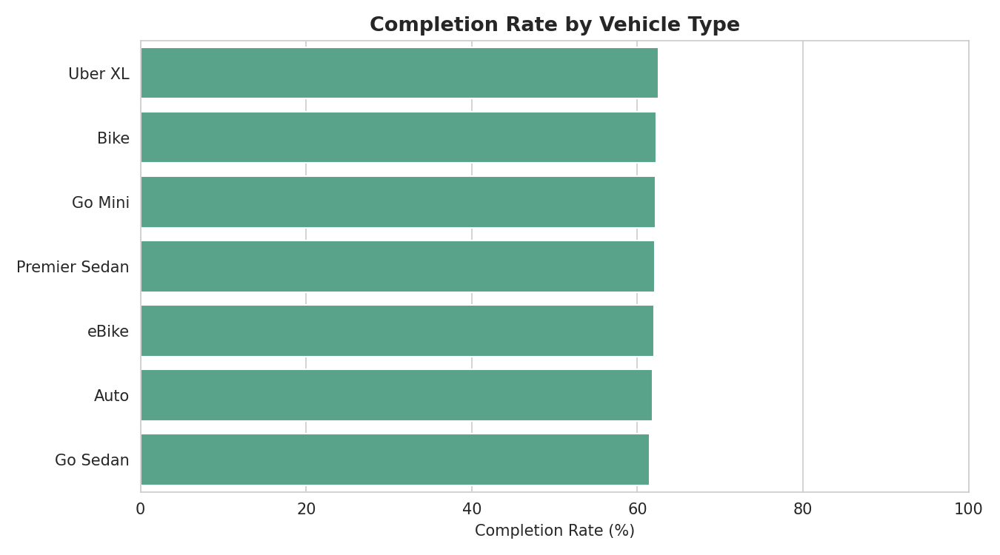 Completion Rate by Vehicle Type
Uber XL
Bike
Go Mini
Premier Sedan
eBike
Auto
Go Sedan
0 20 40 60 80 100
Completion Rate (%)